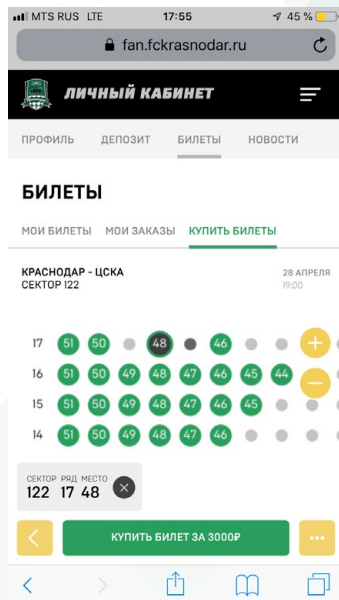 MTS RUS LTE 17:55 45 %
fan.fckrasnodar.ru
ЛИЧНЫЙ КАБИНЕТ
ПРОФИЛЬ ДЕПОЗИТ БИЛЕТЫ НОВОСТИ
БИЛЕТЫ
МОИ БИЛЕТЫ МОИ ЗАКАЗЫ КУПИТЬ БИЛЕТЫ
КРАСНОДАР - ЦСКА 28 АПРЕЛЯ
СЕКТОР 122 19:00
17 51 50 48 46
16 51 50 49 48 47 46 45 44
15 51 50 49 48 47 46 45
14 51 50 49 48 47 46
СЕКТОР РЯД МЕСТО
122 17 48
КУПИТЬ БИЛЕТ ЗА 3000₽